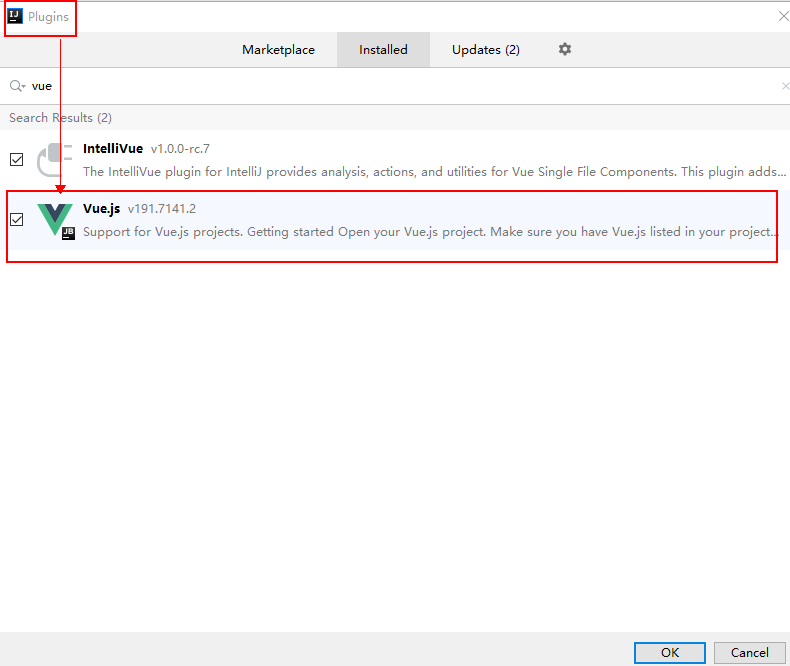 Plugins
Marketplace Installed Updates (2)
vue
Search Results (2)
IntelliVue v1.0.0-rc.7
The IntelliVue plugin for IntelliJ provides analysis, actions, and utilities for Vue Single File Components. This plugin adds...
Vue.js v191.7141.2
Support for Vue.js projects. Getting started Open your Vue.js project. Make sure you have Vue.js listed in your project...
OK Cancel